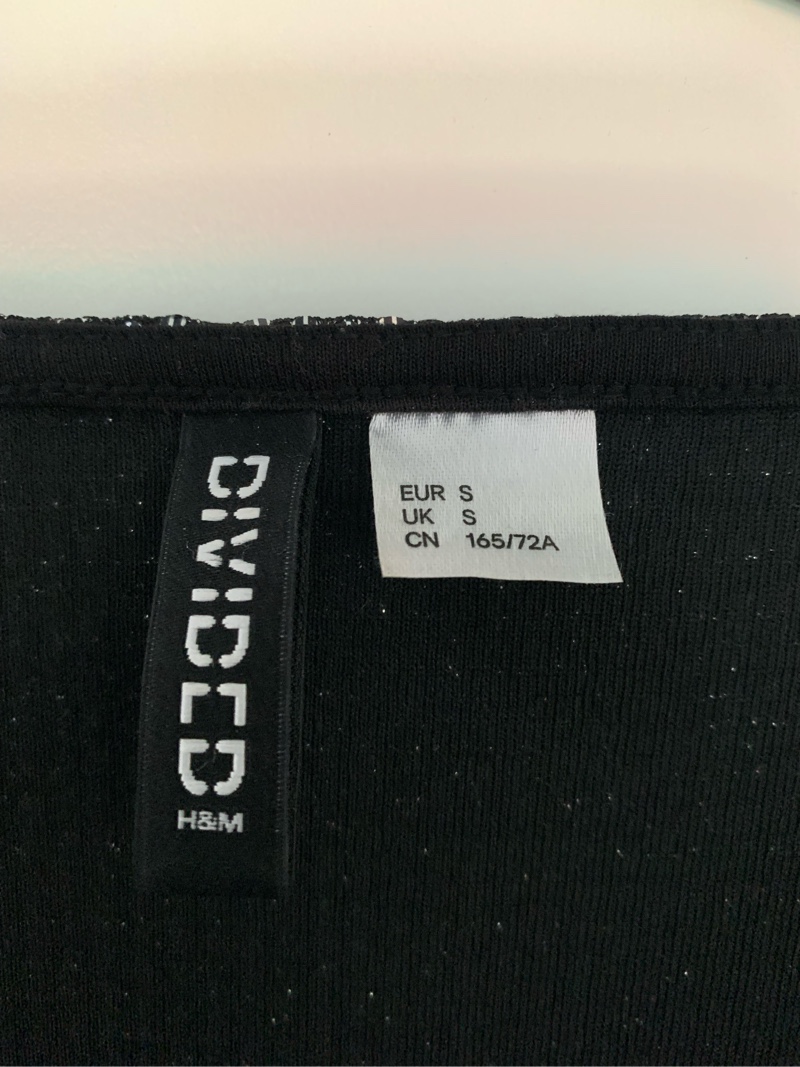 DIVIDED
H&M
EUR S
UK S
CN 165/72A